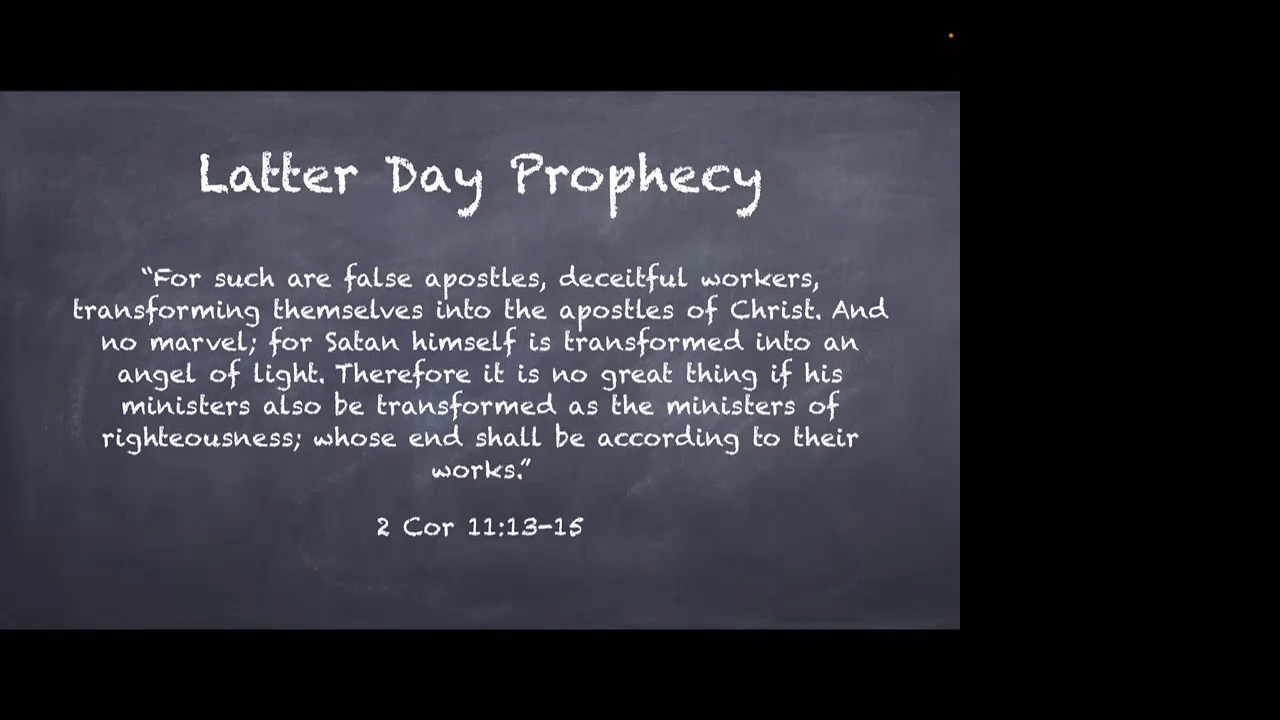 Latter Day Prophecy
“For such are false apostles, deceitful workers,
transforming themselves into the apostles of Christ. And
no marvel; for Satan himself is transformed into an
angel of light. Therefore it is no great thing if his
ministers also be transformed as the ministers of
righteousness; whose end shall be according to their
works.”
2 Cor 11:13-15